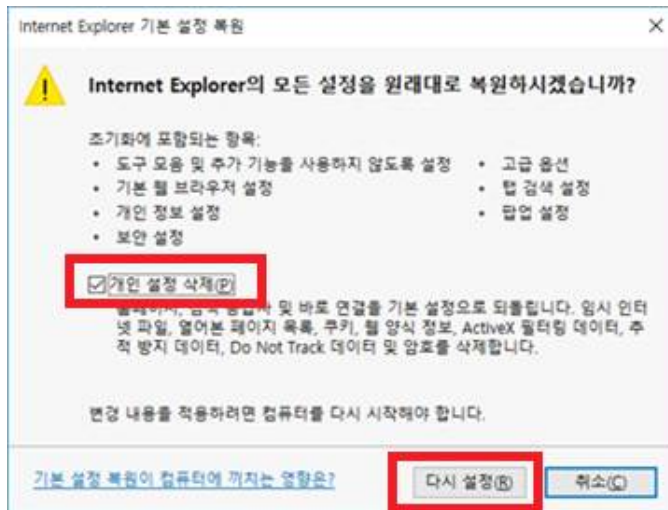 Internet Explorer 기본 설정 복원
Internet Explorer의 모든 설정을 원래대로 복원하시겠습니까?
초기화에 포함되는 항목:
• 도구 모음 및 추가 기능을 사용하지 않도록 설정
• 고급 옵션
• 기본 웹 브라우저 설정
• 탭 검색 설정
• 개인 정보 설정
• 팝업 설정
• 보안 설정
개인 설정 삭제(P)
홈페이지, 검색 공급자 및 바로 연결을 기본 설정으로 되돌립니다. 임시 인터
넷 파일, 열어본 페이지 목록, 쿠키, 웹 양식 정보, ActiveX 필터링 데이터, 추
적 방지 데이터, Do Not Track 데이터 및 암호를 삭제합니다.
변경 내용을 적용하려면 컴퓨터를 다시 시작해야 합니다.
기본 설정 복원이 컴퓨터에 끼치는 영향은?
다시 설정(R)
취소(C)